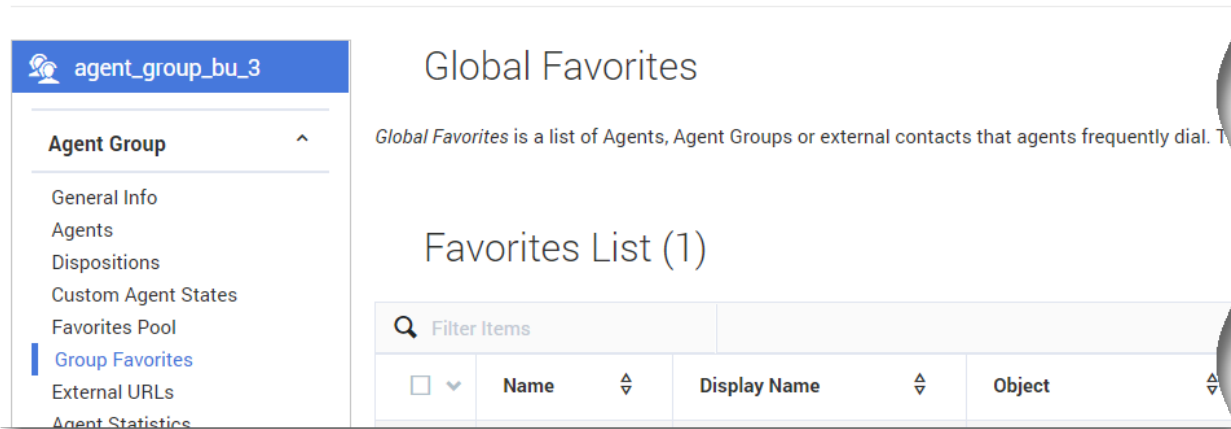 agent_group_bu_3
Agent Group
General Info
Agents
Dispositions
Custom Agent States
Favorites Pool
Group Favorites
External URLs
Agent Statistics
Global Favorites
Global Favorites is a list of Agents, Agent Groups or external contacts that agents frequently dial.
Favorites List (1)
Filter Items
Name Display Name Object